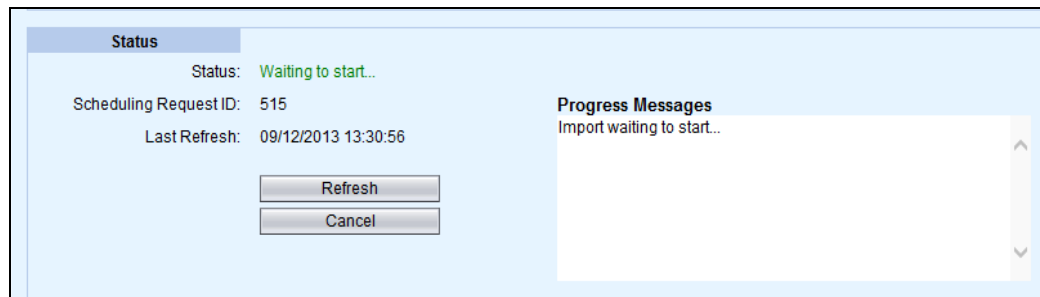 Status
Status: Waiting to start...
Scheduling Request ID: 515
Last Refresh: 09/12/2013 13:30:56
Refresh
Cancel
Progress Messages
Import waiting to start...